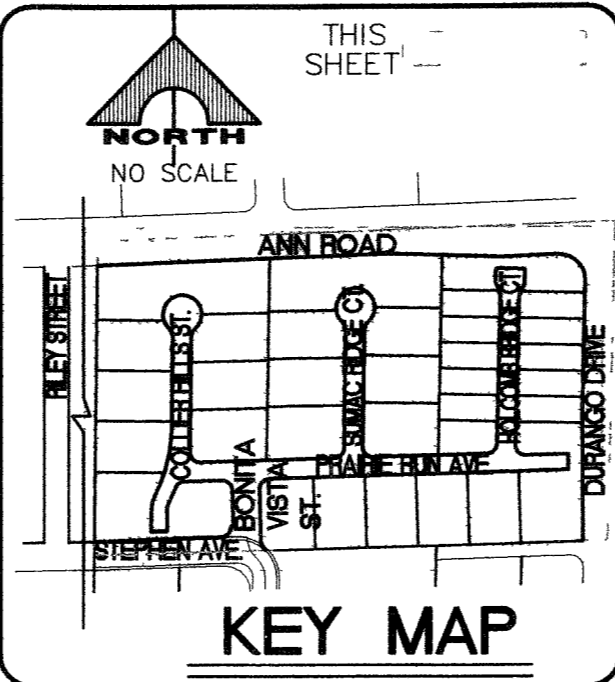 THIS
SHEET
NORTH
NO SCALE
ANN ROAD
RILEY STREET
COLLIER HILLS ST.
SUMAC RIDGE CT.
HOLCOMB BRIDGE CT
DURANGO DRIVE
BONITA
VISTA
ST.
PRAIRIE RUN AVE
STEPHEN AVE.
KEY MAP